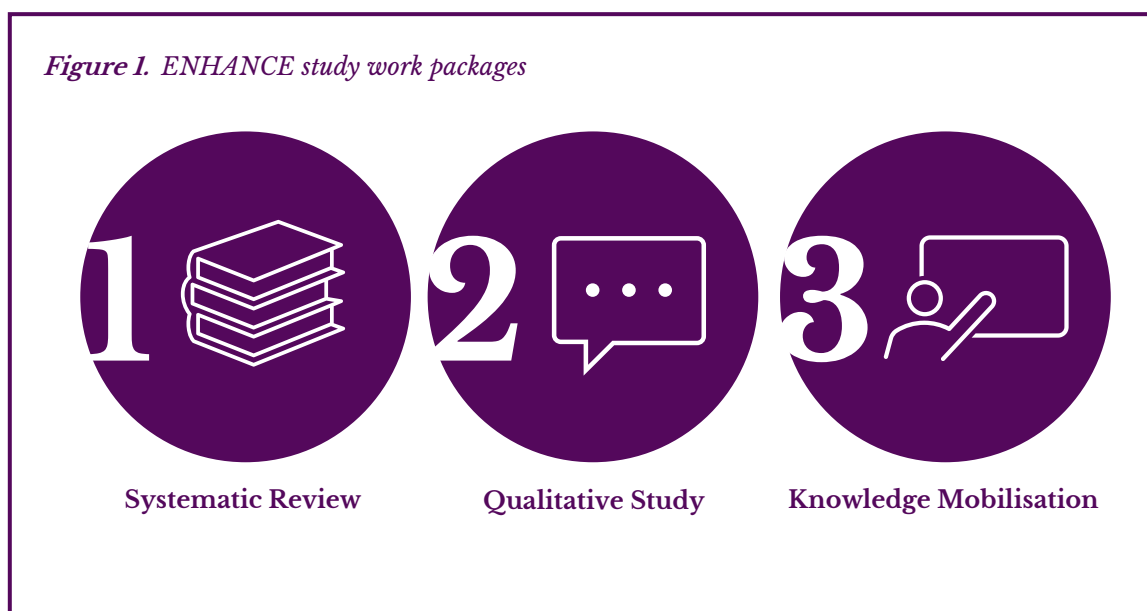 Figure 1. ENHANCE study work packages
1
2
3
Systematic Review
Qualitative Study
Knowledge Mobilisation